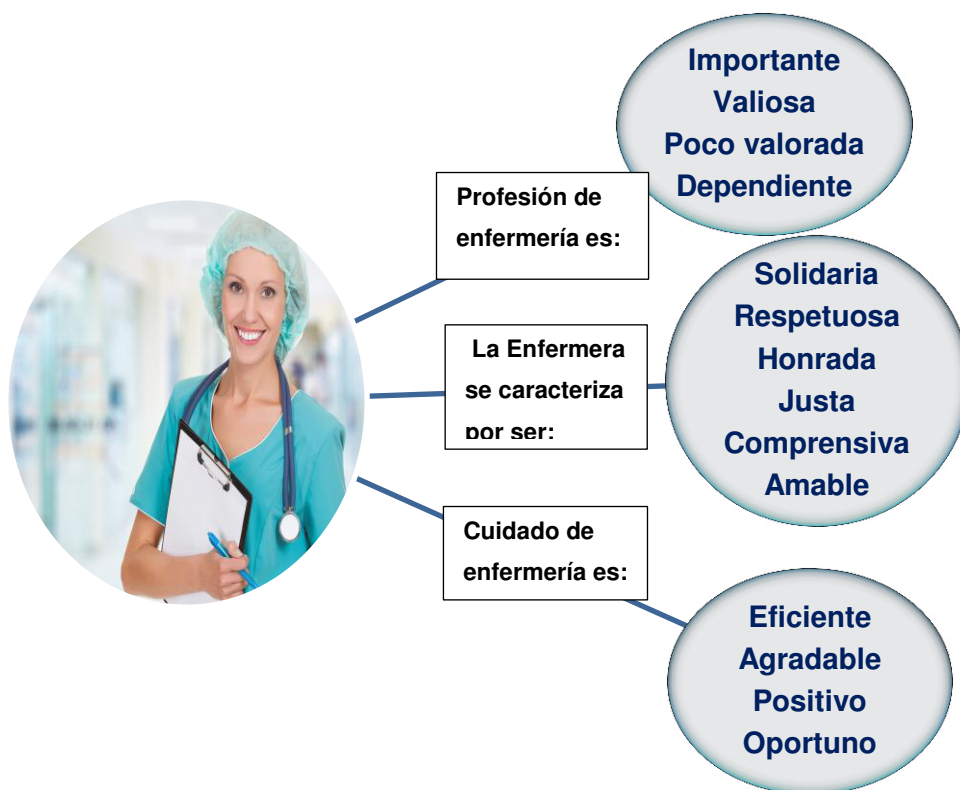 Importante
Valiosa
Poco valorada
Dependiente
Profesión de
enfermería es:
Solidaria
Respetuosa
Honrada
Justa
Comprensiva
Amable
La Enfermera
se caracteriza
por ser:
Cuidado de
enfermería es:
Eficiente
Agradable
Positivo
Oportuno